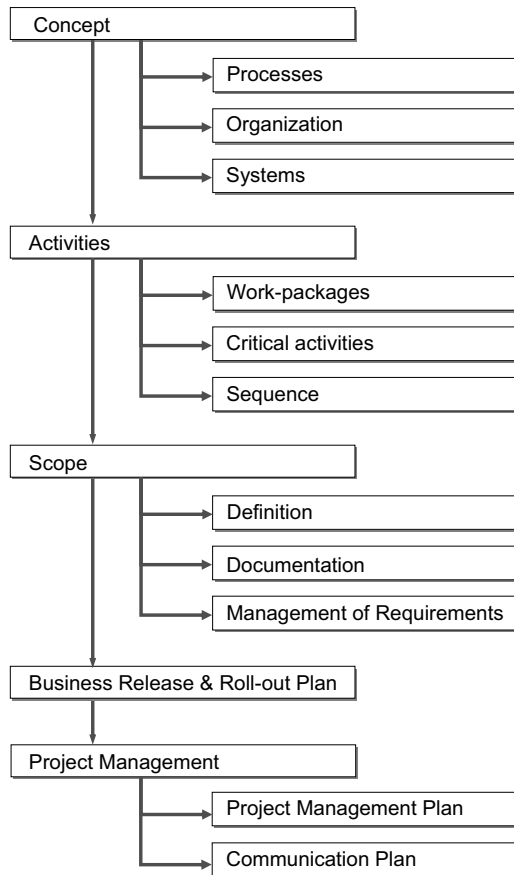 Concept
Processes
Organization
Systems
Activities
Work-packages
Critical activities
Sequence
Scope
Definition
Documentation
Management of Requirements
Business Release & Roll-out Plan
Project Management
Project Management Plan
Communication Plan